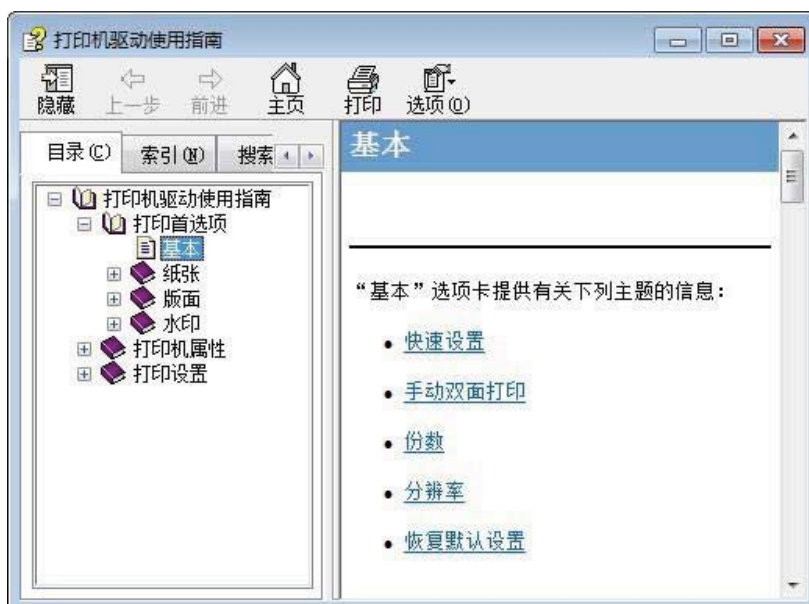 打印机驱动使用指南
隐藏 上一步 前进 主页 打印 选项(O)
目录(C) 索引(N) 搜索
打印机驱动使用指南
打印首选项
基本
纸张
版面
水印
打印机属性
打印设置
基本
“基本”选项卡提供有关下列主题的信息：
• 快速设置
• 手动双面打印
• 份数
• 分辨率
• 恢复默认设置